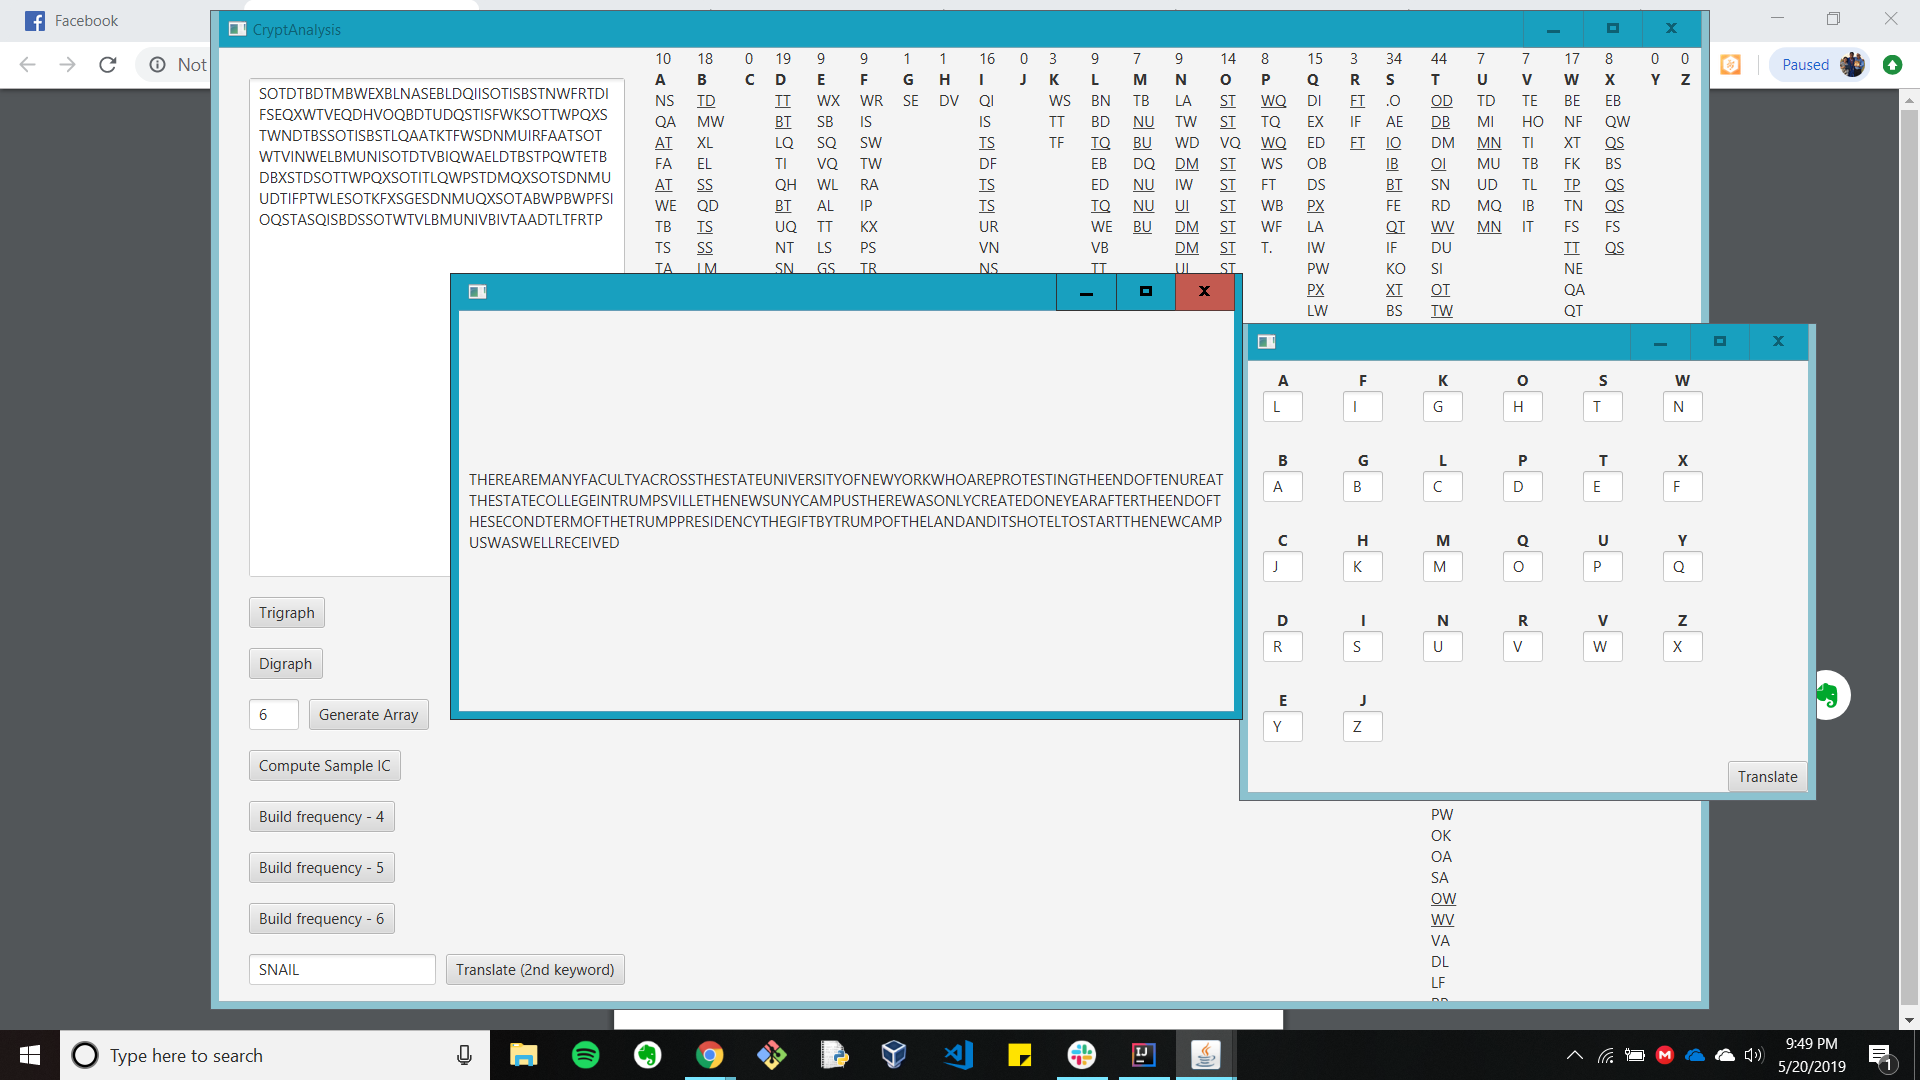 Facebook
Not
Paused
CryptAnalysis
SOTDTBDTMBWEXBLNASEBLDQIISOTISBSTNWFRTDI
FSEQXWTVEQDHVOQBDTUDQSTISFWKSOTTWPQXS
TWNDTBSSOTISBSTLQAATKTFWSDNMUIRFAATSOT
WTVINWELBMUNISOTDTVBIQWAELDTBSTPQWTETB
DBXSTDSOTTWPQXSOTITLQWPSTDMQXSOTSDNMU
UDTIFPTWLESOTKFXSGESDNMUQXSOTABWPBWPFSI
OQSTASQISBDSSOTWTVLBMUNIVBIVTAADTLTFRTP
10 18 0 19 9 9 1 1 16 0 3 9 7 9 14 8 15 3 34 44 7 7 17 8 0 0
A B C D E F G H I J K L M N O P Q R S T U V W X Y Z
NS TD TT WX WR SE DV QI WS BN TB LA ST WQ DI FT .O OD TD TE BE EB
QA MW BT SB IS IS TT BD NU TW ST TQ EX IF AE DB MI HO NF QW
AT XL LQ SQ SW TS TF TQ BU WD VQ WQ ED FT IO DM MN TI XT QS
FA EL TI VQ TW DF EB DQ DM ST WS OB IB OI MU TB FK BS
AT SS QH WL RA TS ED NU IW ST FT DS BT SN UD TL TP QS
WE QD BT AL IP TS TQ NU UI ST WB PX FE RD MQ IB TN QS
TB TS UQ TT KX UR WE BU DM ST WF LA QT WV MN IT FS FS
TS SS NT LS PS VN VB DM ST T. IW IF DU TT QS
TA LM SN GS TR NS TT UI ST PW KO SI NE
PX XT OT QA
LW BS TW QT
THEREAREMANYFACULTYACROSSTHESTATEUNIVERSITYOFNEWYORKWHOAREPROTESTINGTHEENDOFTENUREAT
THESTATECOLLEGEINTRUMPSVILLETHENEWSUNYCAMPUSTHEREWASONLYCREATEDONEYEARAFTERTHEENDOFT
HESECONDTERMOFTHETRUMPPRESIDENCYTHEGIFTBYTRUMPOFTHELANDANDITSHOTELTOSTARTTHENEWCAMP
USWASWELLRECEIVED
A F K O S W
L I G H T N
B G L P T X
A B C D E F
C H M Q U Y
J K M O P Q
D I N R V Z
R S U V W X
E J
Y Z
Translate
PW
OK
OA
SA
OW
WV
VA
DL
LF
Trigraph
Digraph
6 Generate Array
Compute Sample IC
Build frequency - 4
Build frequency - 5
Build frequency - 6
SNAIL Translate (2nd keyword)
Type here to search
9:49 PM
5/20/2019
1